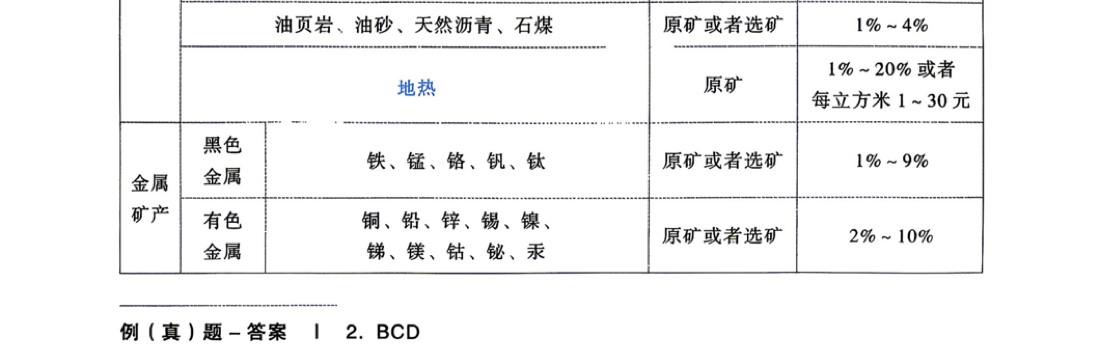 油页岩、油砂、天然沥青、石煤 原矿或者选矿 1%~4%
地热 原矿 1%~20% 或者
每立方米 1~30 元
金属
矿产
黑色
金属
铁、锰、铬、钒、钛 原矿或者选矿 1%~9%
有色
金属
铜、铅、锌、锡、镍、
锑、镁、钴、铋、汞
原矿或者选矿 2%~10%
例(真)题-答案 | 2. BCD